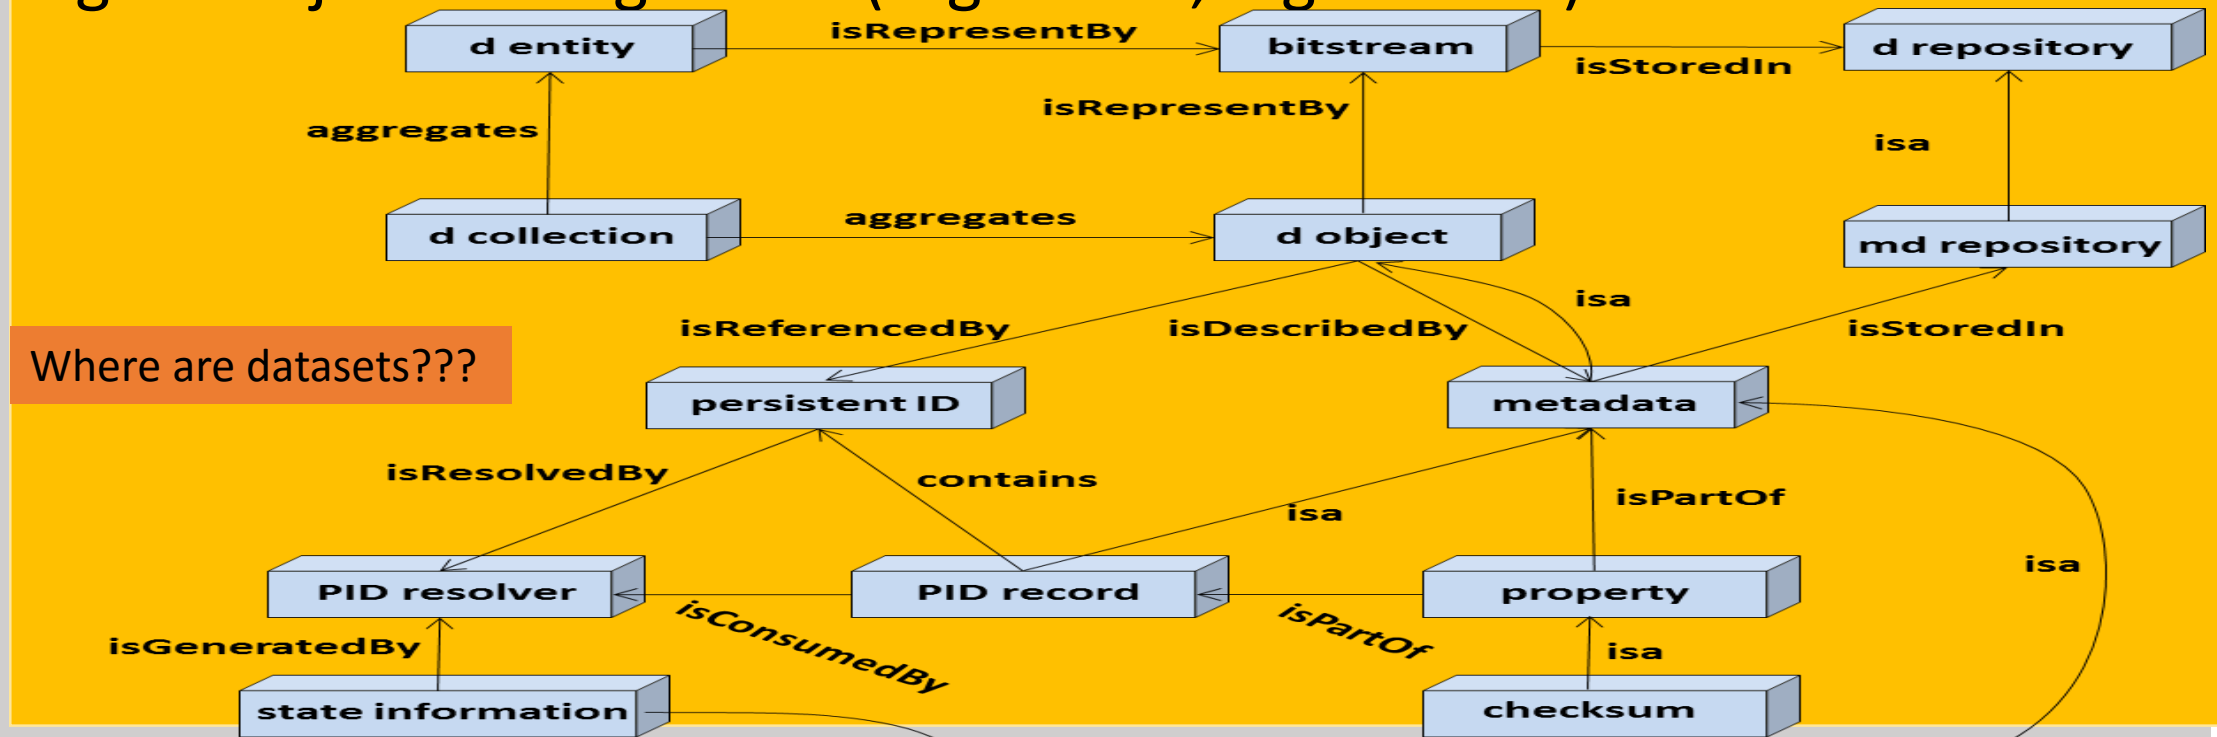 d entity
isRepresentBy
bitstream
isStoredIn
d repository
aggregates
isRepresentBy
isa
d collection
aggregates
d object
md repository
isReferencedBy
isDescribedBy
isa
isStoredIn
Where are datasets???
persistent ID
metadata
isResolvedBy
contains
isa
isPartOf
isa
PID resolver
PID record
property
isGeneratedBy
isConsumedBy
isPartOf
isa
state information
checksum